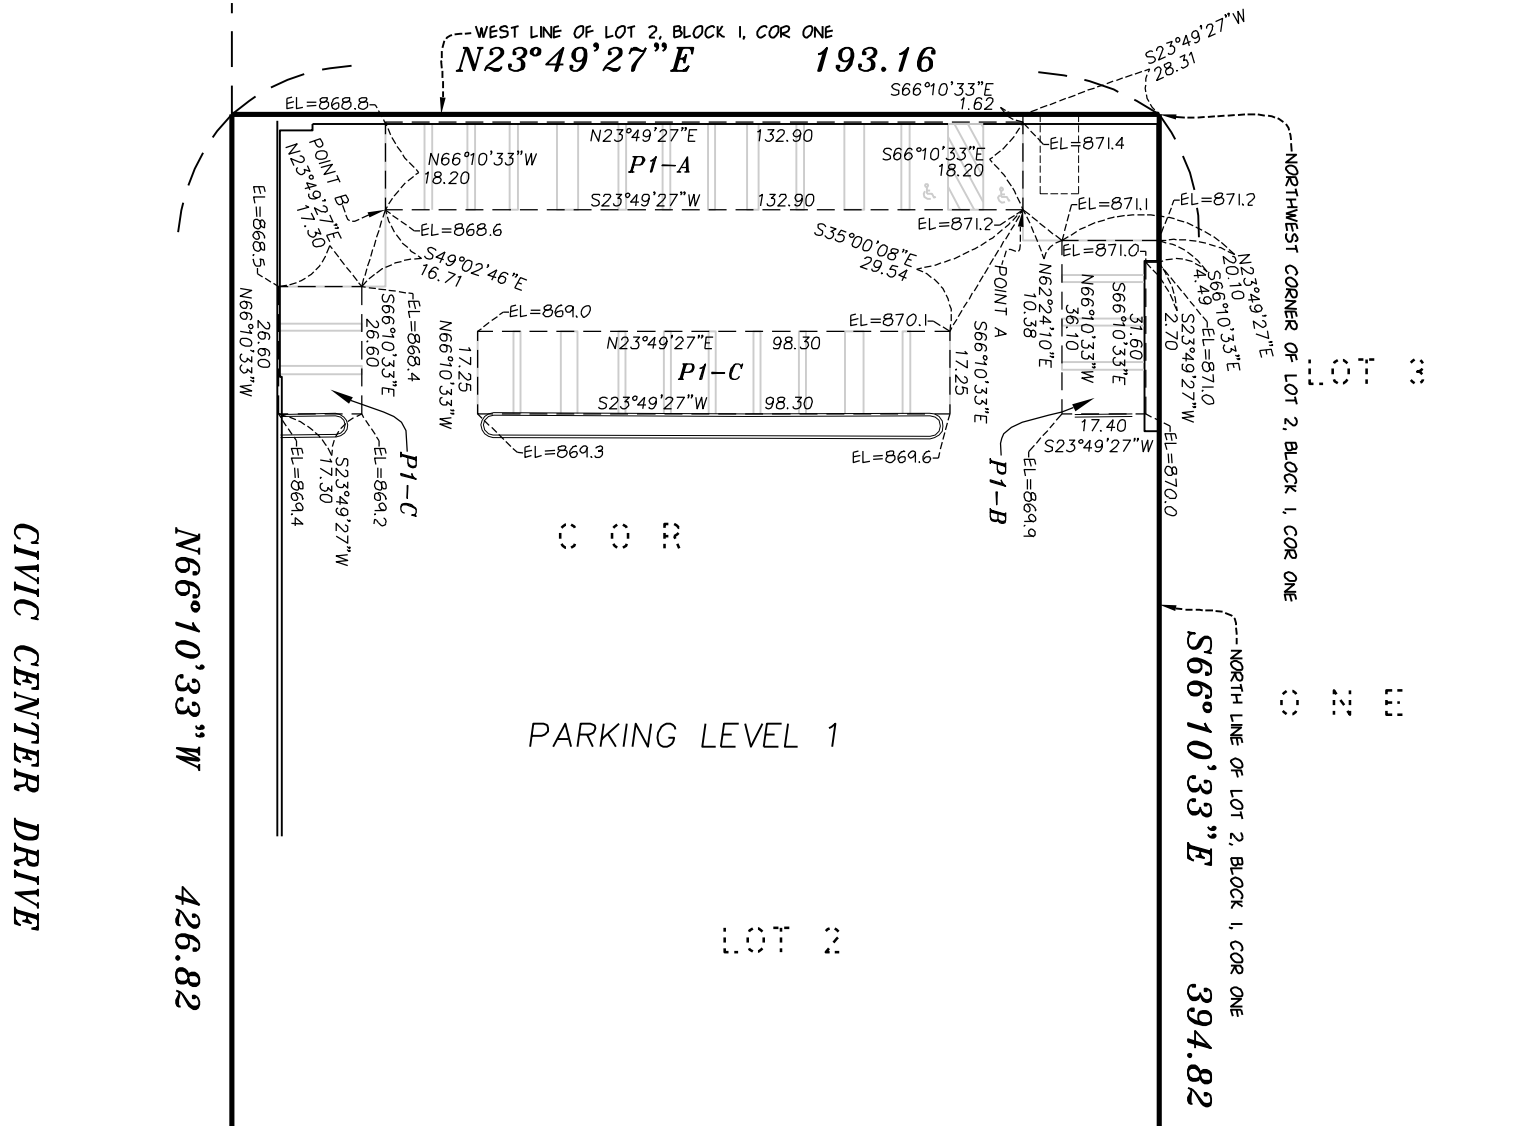 WEST LINE OF LOT 2, BLOCK 1, COR ONE
N23°49'27"E 193.16
S23°49'27"W
28.31
S66°10'33"E
1.62
EL=868.8
N23°49'27"E 132.90
P1-A
N66°10'33"W
18.20
S66°10'33"E
18.20
S23°49'27"W 132.90
EL=871.4
EL=868.6
EL=871.2
EL=871.1
EL=871.2
EL=871.0
POINT B
N23°49'27"E
17.30
EL=868.5
S49°02'46"E
16.71
S35°00'08"E
29.54
POINT A
N62°24'10"E
10.38
N66°10'33"W
36.10
S66°10'33"E
31.60
S23°49'27"W
2.70
EL=871.0
S66°10'33"E
4.49
N23°49'27"E
20.10
NORTHWEST CORNER OF LOT 2, BLOCK 1, COR ONE
N66°10'33"W
26.60
S66°10'33"E
26.60
EL=868.4
N66°10'33"W
17.25
EL=869.0
EL=870.1
N23°49'27"E 98.30
P1-C
S23°49'27"W 98.30
S66°10'33"E
17.25
17.40
S23°49'27"W
EL=869.3
EL=869.6
P1-B
EL=869.9
EL=870.0
EL=869.4
S23°49'27"W
17.30
EL=869.2
P1-C
LOT 3
COR
ONE
CIVIC CENTER DRIVE
N66°10'33"W 426.82
PARKING LEVEL 1
LOT 2
S66°10'33"E 394.82
NORTH LINE OF LOT 2, BLOCK 1, COR ONE